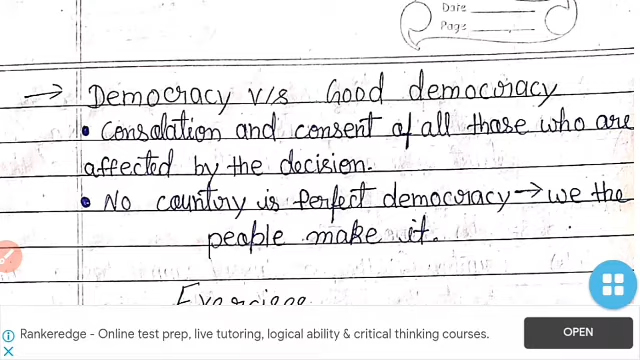 Date
Page
→ Democracy v/s Good democracy
• Consolation and consent of all those who are
affected by the decision.
• No country is perfect democracy → we the
people make it.
Exercises
Rankeredge - Online test prep, live tutoring, logical ability & critical thinking courses.
OPEN